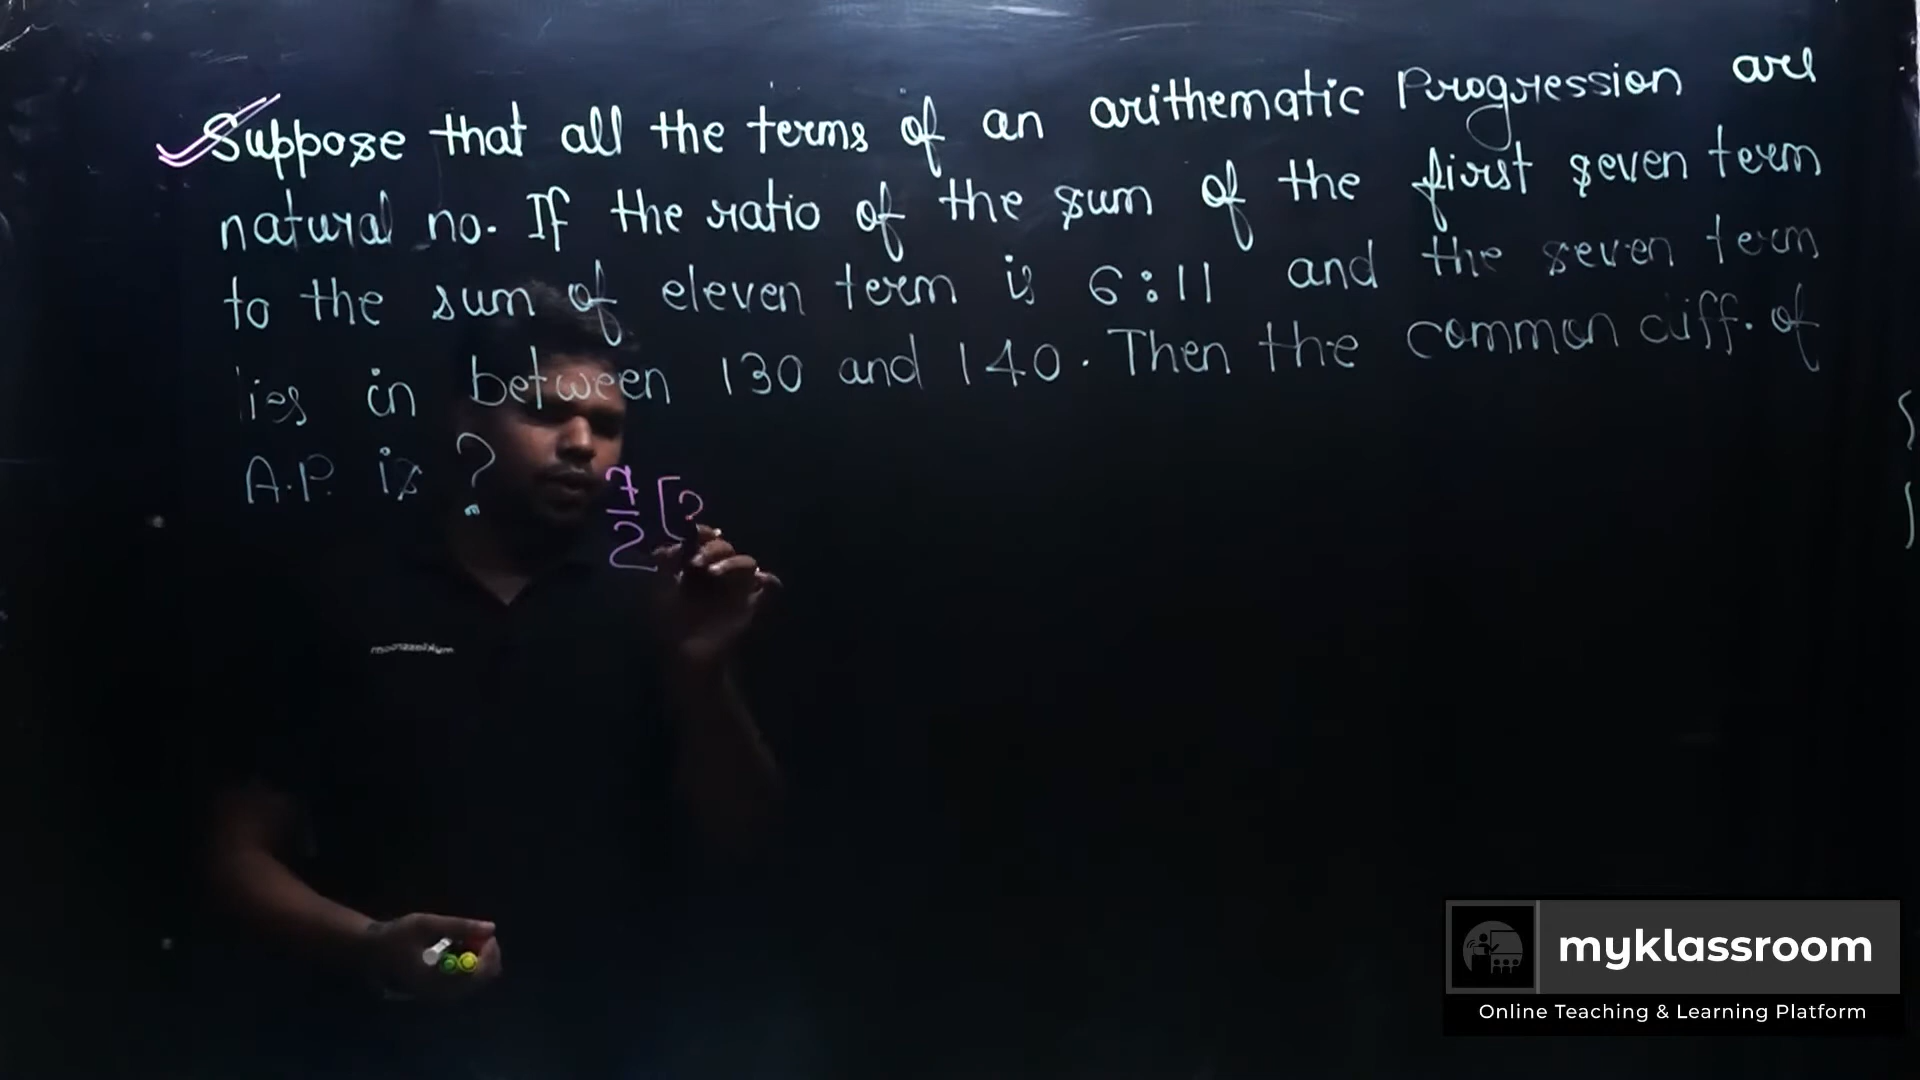 Suppose that all the terms of an arithematic Progression are
natural no. If the ratio of the sum of the first seven term
to the sum of eleven term is 6:11 and the seven term
lies in between 130 and 140. Then the common diff. of
A.P. is ?
7/2 [2
myklassroom
myklassroom
Online Teaching & Learning Platform